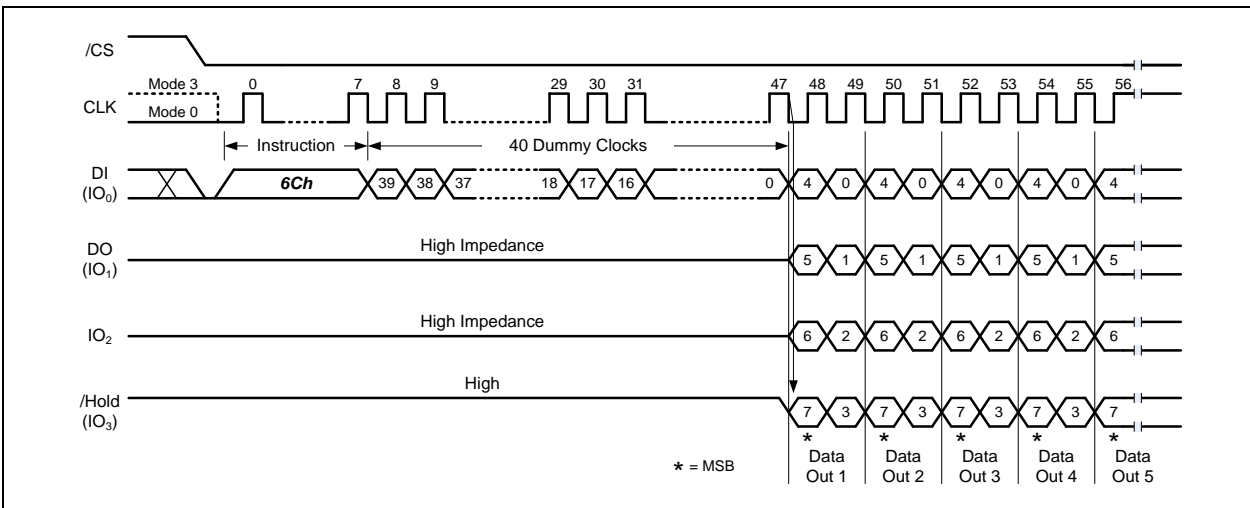 /CS
Mode 3 0 7 8 9 29 30 31 47 48 49 50 51 52 53 54 55 56
CLK
Mode 0
Instruction 40 Dummy Clocks
DI
(IO0)
6Ch 39 38 37 18 17 16 0 4 0 4 0 4 0 4 0 4
High Impedance
DO
(IO1)
5 1 5 1 5 1 5 1 5
High Impedance
IO2 6 2 6 2 6 2 6 2 6
High
/Hold
(IO3)
7 3 7 3 7 3 7 3 7
* * * * *
* = MSB
Data Data Data Data Data
Out 1 Out 2 Out 3 Out 4 Out 5